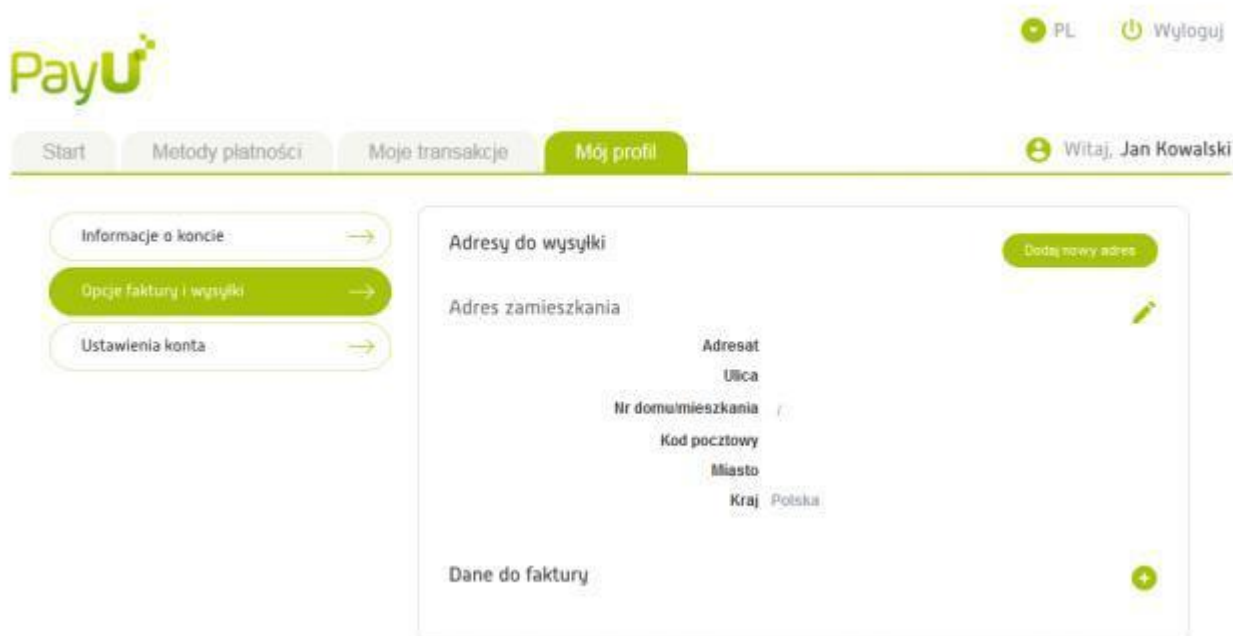 PL
Wyloguj
PayU
Start
Metody płatności
Moje transakcje
Mój profil
Witaj, Jan Kowalski
Informacje o koncie
Opcje faktury i wysyłki
Ustawienia konta
Adresy do wysyłki
Dodaj nowy adres
Adres zamieszkania
Adresat
Ulica
Nr domu/mieszkania /
Kod pocztowy
Miasto
Kraj Polska
Dane do faktury